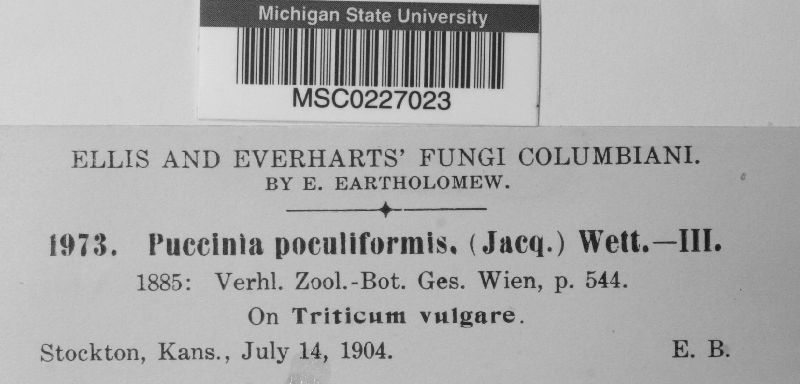 Michigan State University
MSC0227023
ELLIS AND EVERHARTS' FUNGI COLUMBIANI.
BY E. EARTHOLOMEW.
1973. Puccinia poculiformis. (Jacq.) Wett.—III.
1885: Verhl. Zool.-Bot. Ges. Wien, p. 544.
On Triticum vulgare.
Stockton, Kans., July 14, 1904. E. B.